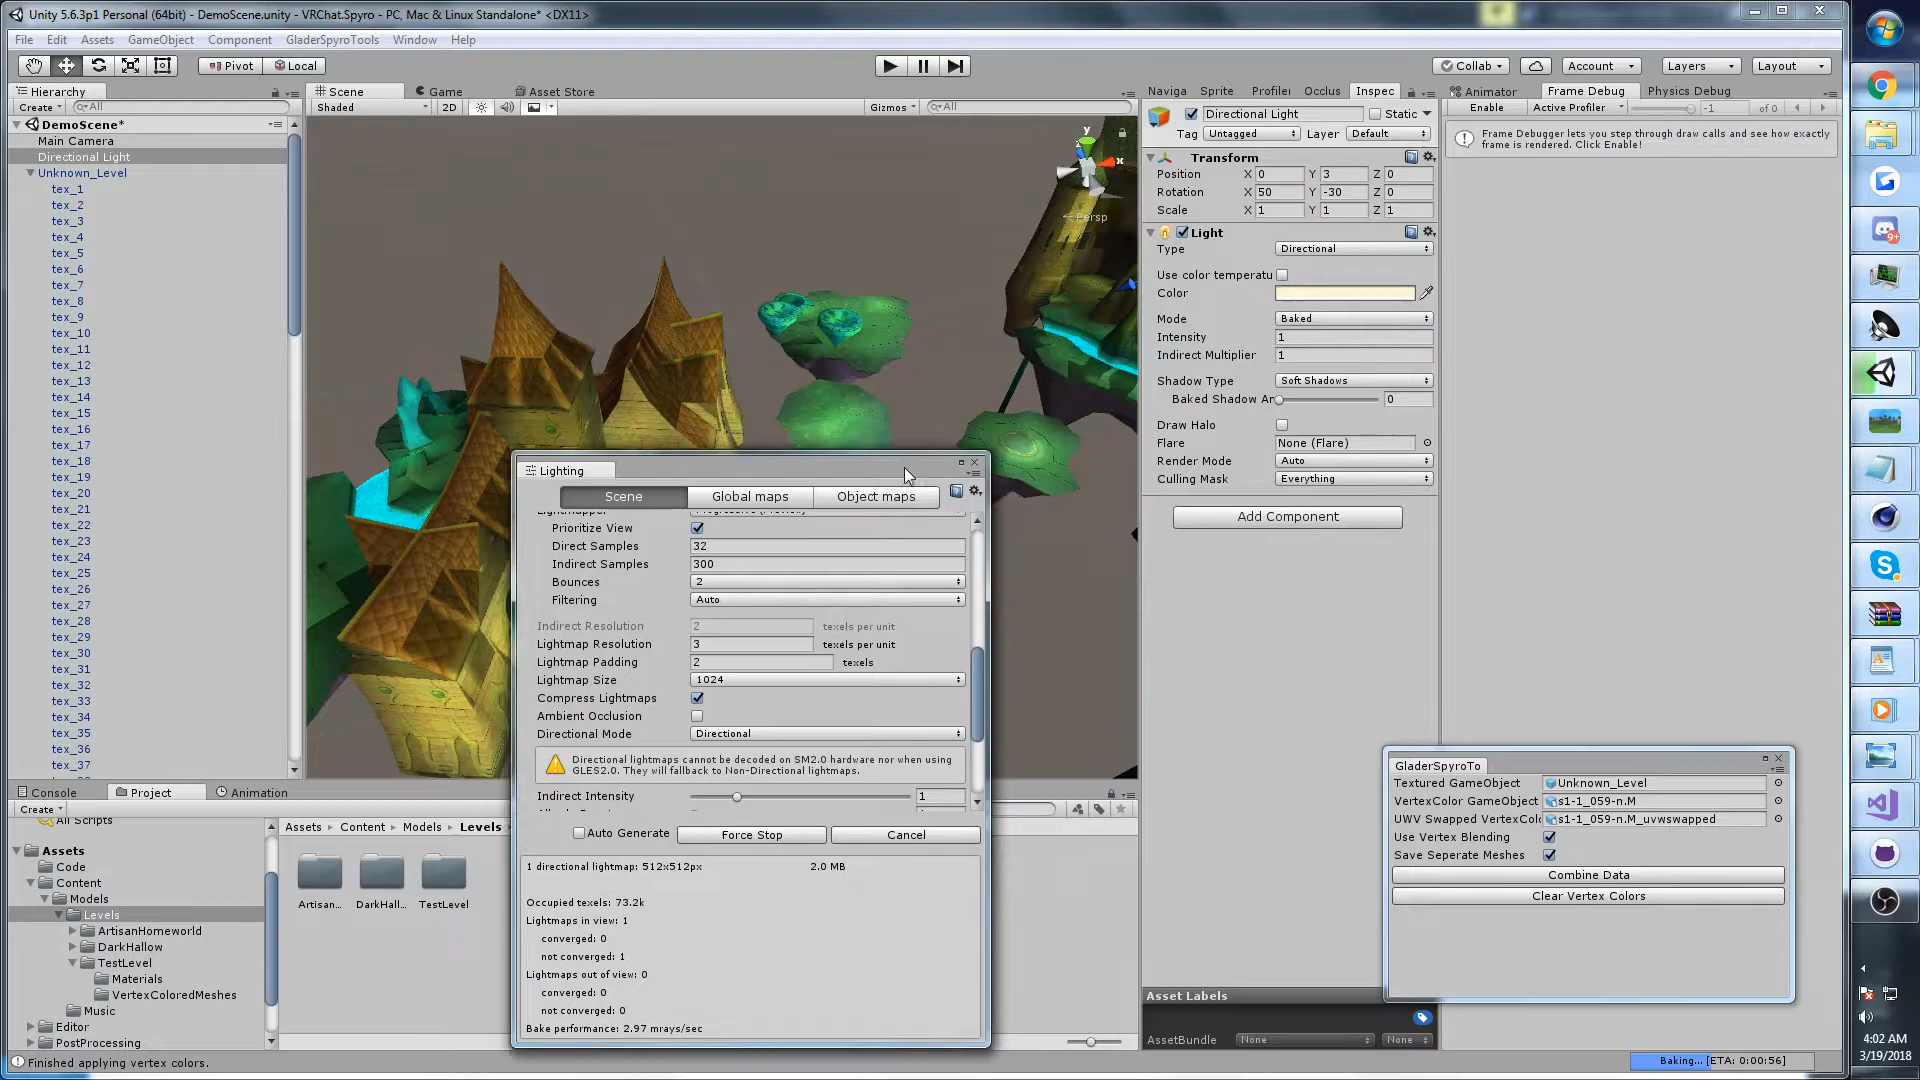 Unity 5.6.3p1 Personal (64bit) - DemoScene.unity - VRChat.Spyro - PC, Mac & Linux Standalone* <DX11>
File Edit Assets GameObject Component GladerSpyroTools Window Help
Pivot Local Collab Account Layers Layout
Hierarchy
Create All
DemoScene*
Main Camera
Directional Light
Unknown_Level
tex_1
tex_2
tex_3
tex_4
tex_5
tex_6
tex_7
tex_8
tex_9
tex_10
tex_11
tex_12
tex_13
tex_14
tex_15
tex_16
tex_17
tex_18
tex_19
tex_20
tex_21
tex_22
tex_23
tex_24
tex_25
tex_26
tex_27
tex_28
tex_29
tex_30
tex_31
tex_32
tex_33
tex_34
tex_35
tex_36
tex_37
Scene Game Asset Store
Shaded 2D Gizmos All
y
x
Persp
Naviga Sprite Profiler Occlus Inspec
Directional Light Static
Tag Untagged Layer Default
Transform
Position X 0 Y 3 Z 0
Rotation X 50 Y -30 Z 0
Scale X 1 Y 1 Z 1
Light
Type Directional
Use color temperatu
Color
Mode Baked
Intensity 1
Indirect Multiplier 1
Shadow Type Soft Shadows
Baked Shadow Ar 0
Draw Halo
Flare None (Flare)
Render Mode Auto
Culling Mask Everything
Add Component
Asset Labels
AssetBundle None None
Animator Frame Debug Physics Debug
Enable Active Profiler -1 of 0
Frame Debugger lets you step through draw calls and see how exactly
frame is rendered. Click Enable!
Lighting
Scene Global maps Object maps
Prioritize View
Direct Samples 32
Indirect Samples 300
Bounces 2
Filtering Auto
Indirect Resolution 2 texels per unit
Lightmap Resolution 3 texels per unit
Lightmap Padding 2 texels
Lightmap Size 1024
Compress Lightmaps
Ambient Occlusion
Directional Mode Directional
Directional lightmaps cannot be decoded on SM2.0 hardware nor when using
GLES2.0. They will fallback to Non-Directional lightmaps.
Indirect Intensity 1
Auto Generate Force Stop Cancel
1 directional lightmap: 512x512px 2.0 MB
Occupied texels: 73.2k
Lightmaps in view: 1
converged: 0
not converged: 1
Lightmaps out of view: 0
converged: 0
not converged: 0
Bake performance: 2.97 mrays/sec
GladerSpyroTo
Textured GameObject Unknown_Level
VertexColor GameObject s1-1_059-n.M
UWV Swapped VertexColo s1-1_059-n.M_uvwswapped
Use Vertex Blending
Save Seperate Meshes
Combine Data
Clear Vertex Colors
Console Project Animation
Create
All Scripts
Assets
Code
Content
Models
Levels
ArtisanHomeworld
DarkHallow
TestLevel
Materials
VertexColoredMeshes
Music
Editor
PostProcessing
Assets Content Models Levels
Artisan... DarkHall... TestLevel
Finished applying vertex colors.
Baking... [ETA: 0:00:56]
9+
4:02 AM
3/19/2018